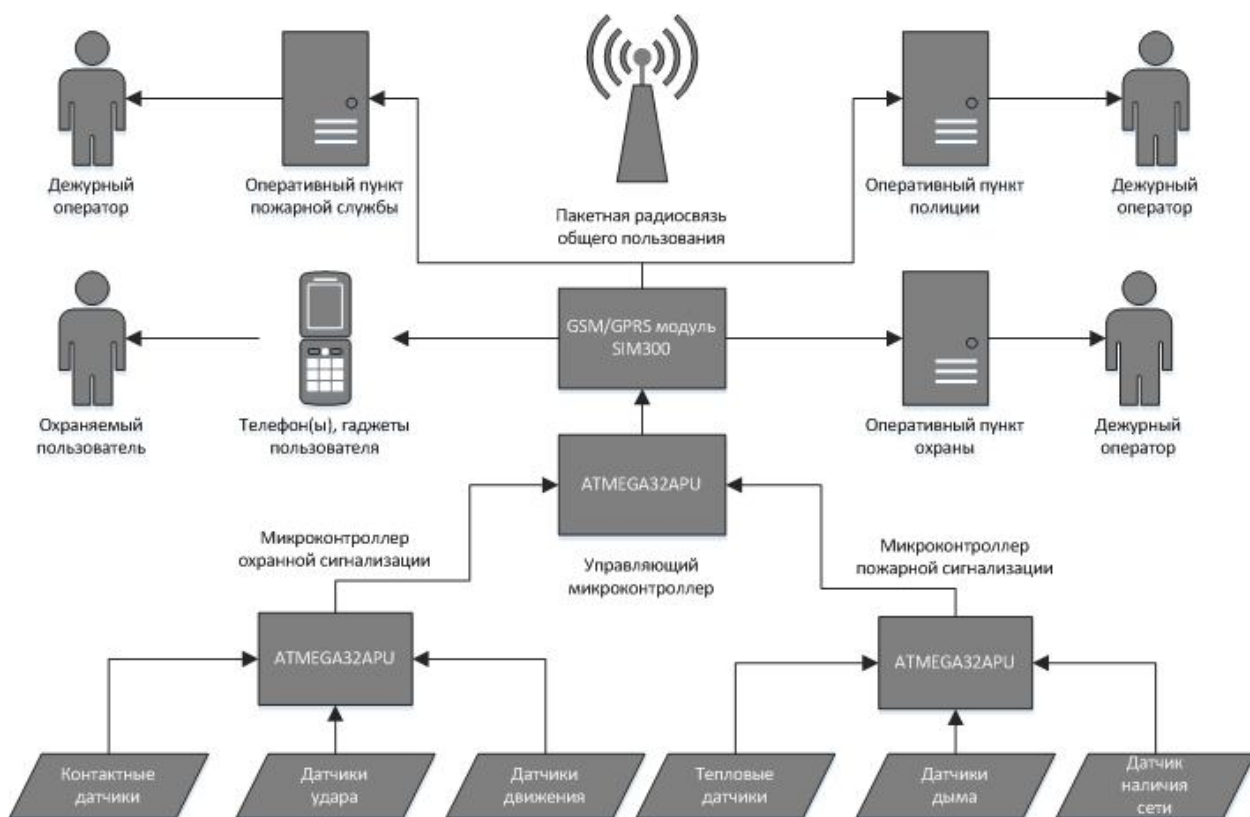 Дежурный
оператор
Оперативный пункт
пожарной службы
Пакетная радиосвязь
общего пользования
Оперативный пункт
полиции
Дежурный
оператор
Охраняемый
пользователь
Телефон(ы), гаджеты
пользователя
GSM/GPRS модуль
SIM300
Оперативный пункт
охраны
Дежурный
оператор
ATMEGA32APU
Микроконтроллер
охранной сигнализации
Управляющий
микроконтроллер
Микроконтроллер
пожарной сигнализации
ATMEGA32APU
ATMEGA32APU
Контактные
датчики
Датчики
удара
Датчики
движения
Тепловые
датчики
Датчики
дыма
Датчик
наличия
сети